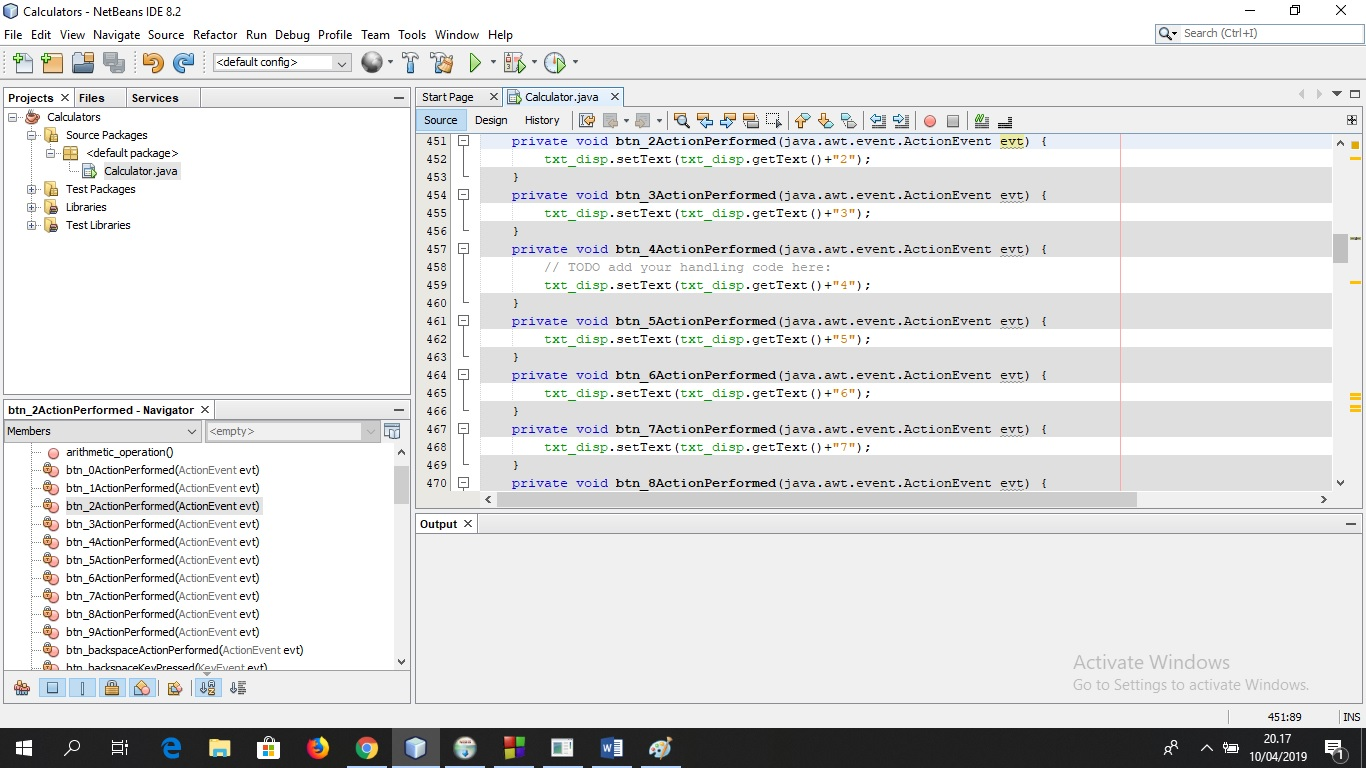 Calculators - NetBeans IDE 8.2
File Edit View Navigate Source Refactor Run Debug Profile Team Tools Window Help
Search (Ctrl+I)
<default config>
Projects Files Services
Calculators
Source Packages
<default package>
Calculator.java
Test Packages
Libraries
Test Libraries
btn_2ActionPerformed - Navigator
Members <empty>
arithmetic_operation()
btn_0ActionPerformed(ActionEvent evt)
btn_1ActionPerformed(ActionEvent evt)
btn_2ActionPerformed(ActionEvent evt)
btn_3ActionPerformed(ActionEvent evt)
btn_4ActionPerformed(ActionEvent evt)
btn_5ActionPerformed(ActionEvent evt)
btn_6ActionPerformed(ActionEvent evt)
btn_7ActionPerformed(ActionEvent evt)
btn_8ActionPerformed(ActionEvent evt)
btn_9ActionPerformed(ActionEvent evt)
btn_backspaceActionPerformed(ActionEvent evt)
btn_backspaceKeyPressed(KeyEvent evt)
Start Page Calculator.java
Source Design History
451 private void btn_2ActionPerformed(java.awt.event.ActionEvent evt) {
452 txt_disp.setText(txt_disp.getText()+"2");
453 }
454 private void btn_3ActionPerformed(java.awt.event.ActionEvent evt) {
455 txt_disp.setText(txt_disp.getText()+"3");
456 }
457 private void btn_4ActionPerformed(java.awt.event.ActionEvent evt) {
458 // TODO add your handling code here:
459 txt_disp.setText(txt_disp.getText()+"4");
460 }
461 private void btn_5ActionPerformed(java.awt.event.ActionEvent evt) {
462 txt_disp.setText(txt_disp.getText()+"5");
463 }
464 private void btn_6ActionPerformed(java.awt.event.ActionEvent evt) {
465 txt_disp.setText(txt_disp.getText()+"6");
466 }
467 private void btn_7ActionPerformed(java.awt.event.ActionEvent evt) {
468 txt_disp.setText(txt_disp.getText()+"7");
469 }
470 private void btn_8ActionPerformed(java.awt.event.ActionEvent evt) {
Output
Activate Windows
Go to Settings to activate Windows.
451:89 INS
20.17
10/04/2019
1